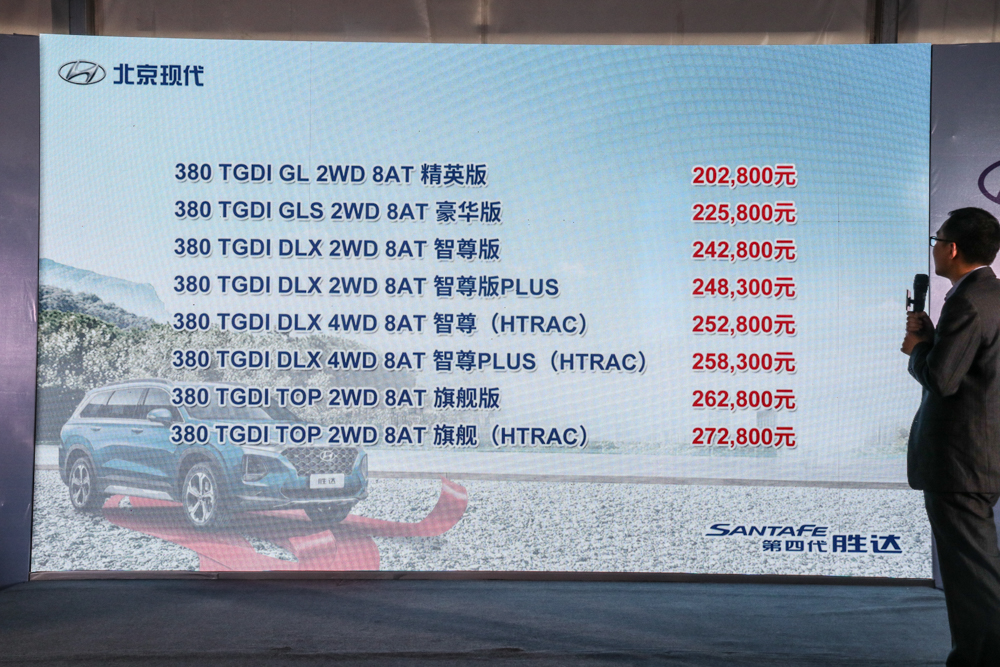 北京现代
380 TGDI GL 2WD 8AT 精英版 202,800元
380 TGDI GLS 2WD 8AT 豪华版 225,800元
380 TGDI DLX 2WD 8AT 智尊版 242,800元
380 TGDI DLX 2WD 8AT 智尊版PLUS 248,300元
380 TGDI DLX 4WD 8AT 智尊（HTRAC） 252,800元
380 TGDI DLX 4WD 8AT 智尊PLUS（HTRAC） 258,300元
380 TGDI TOP 2WD 8AT 旗舰版 262,800元
380 TGDI TOP 2WD 8AT 旗舰（HTRAC） 272,800元
胜达
SANTAFE
第四代胜达